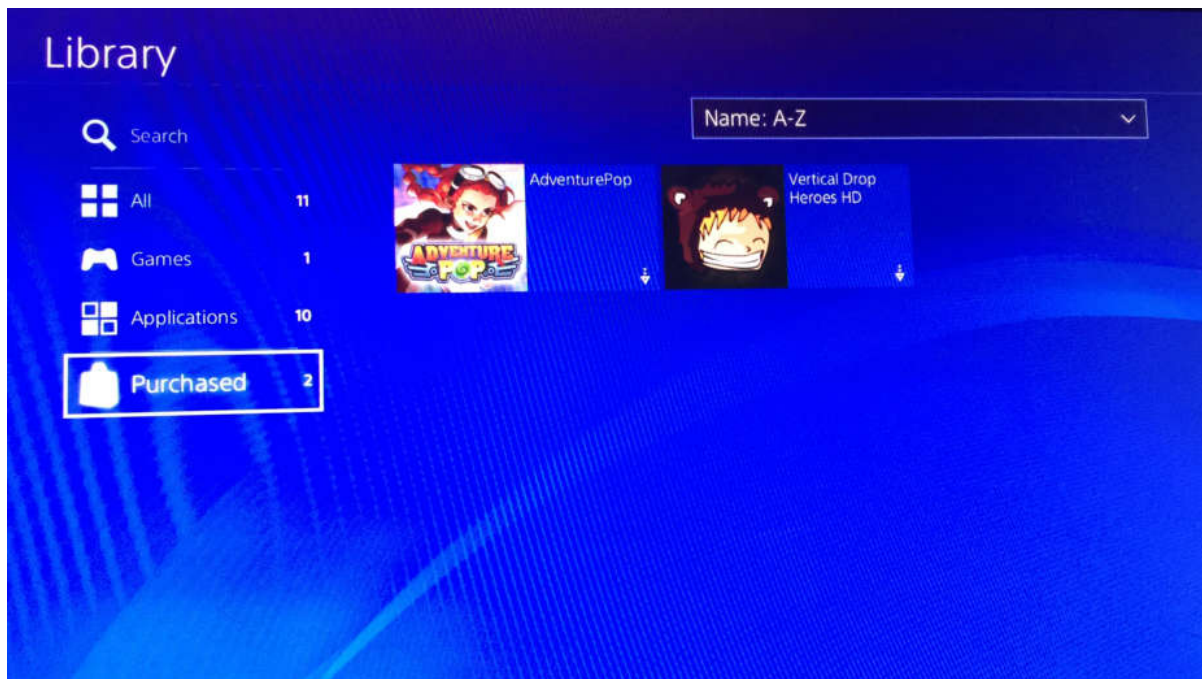 Library
Search
All 11
Games 1
Applications 10
Purchased 2
Name: A-Z
ADVENTURE
POP
AdventurePop
Vertical Drop
Heroes HD